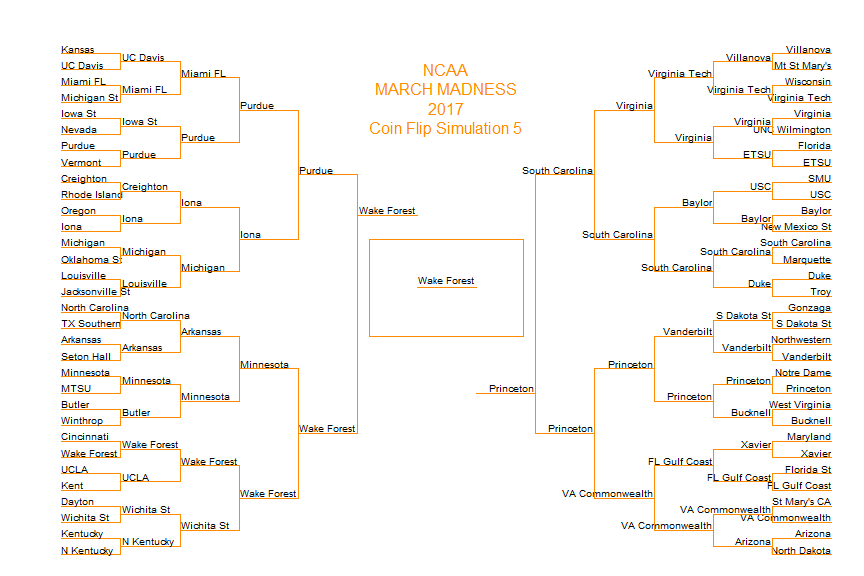 NCAA
MARCH MADNESS
2017
Coin Flip Simulation 5
Kansas
UC Davis
Miami FL
Michigan St
Iowa St
Nevada
Purdue
Vermont
Creighton
Rhode Island
Oregon
Iona
Michigan
Oklahoma St
Louisville
Jacksonville St
North Carolina
TX Southern
Arkansas
Seton Hall
Minnesota
MTSU
Butler
Winthrop
Cincinnati
Wake Forest
UCLA
Kent
Dayton
Wichita St
Kentucky
N Kentucky
UC Davis
Miami FL
Iowa St
Purdue
Creighton
Iona
Michigan
Louisville
North Carolina
Arkansas
Minnesota
Butler
Wake Forest
UCLA
Wichita St
N Kentucky
Miami FL
Purdue
Iona
Michigan
Arkansas
Minnesota
Wake Forest
Wichita St
Purdue
Iona
Minnesota
Wake Forest
Purdue
Wake Forest
Wake Forest
Wake Forest
Princeton
South Carolina
Princeton
Virginia
South Carolina
Princeton
VA Commonwealth
Virginia Tech
Virginia
Baylor
South Carolina
Vanderbilt
Princeton
FL Gulf Coast
VA Commonwealth
Villanova
Virginia Tech
Virginia
ETSU
USC
Baylor
South Carolina
Duke
S Dakota St
Vanderbilt
Princeton
Bucknell
Xavier
FL Gulf Coast
VA Commonwealth
Arizona
Villanova
Mt St Mary's
Wisconsin
Virginia Tech
Virginia
UNC Wilmington
Florida
ETSU
SMU
USC
Baylor
New Mexico St
South Carolina
Marquette
Duke
Troy
Gonzaga
S Dakota St
Northwestern
Vanderbilt
Notre Dame
Princeton
West Virginia
Bucknell
Maryland
Xavier
Florida St
FL Gulf Coast
St Mary's CA
VA Commonwealth
Arizona
North Dakota